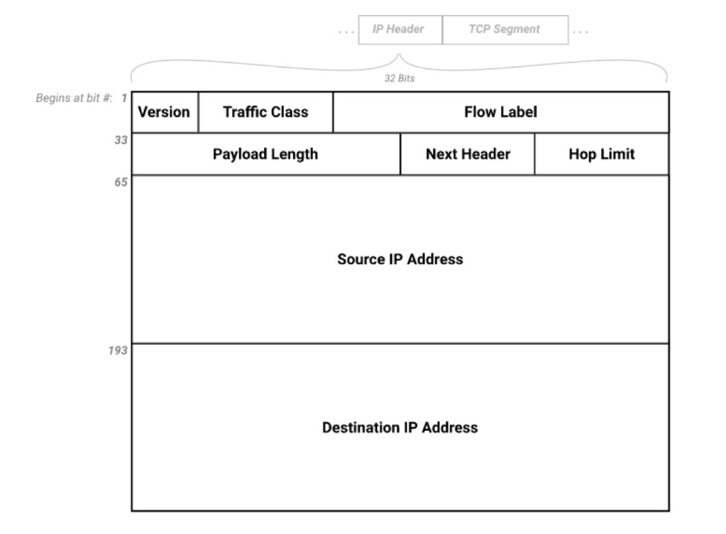 ... IP Header TCP Segment ...
32 Bits
Begins at bit #: 1
Version Traffic Class Flow Label
33
Payload Length Next Header Hop Limit
65
Source IP Address
193
Destination IP Address